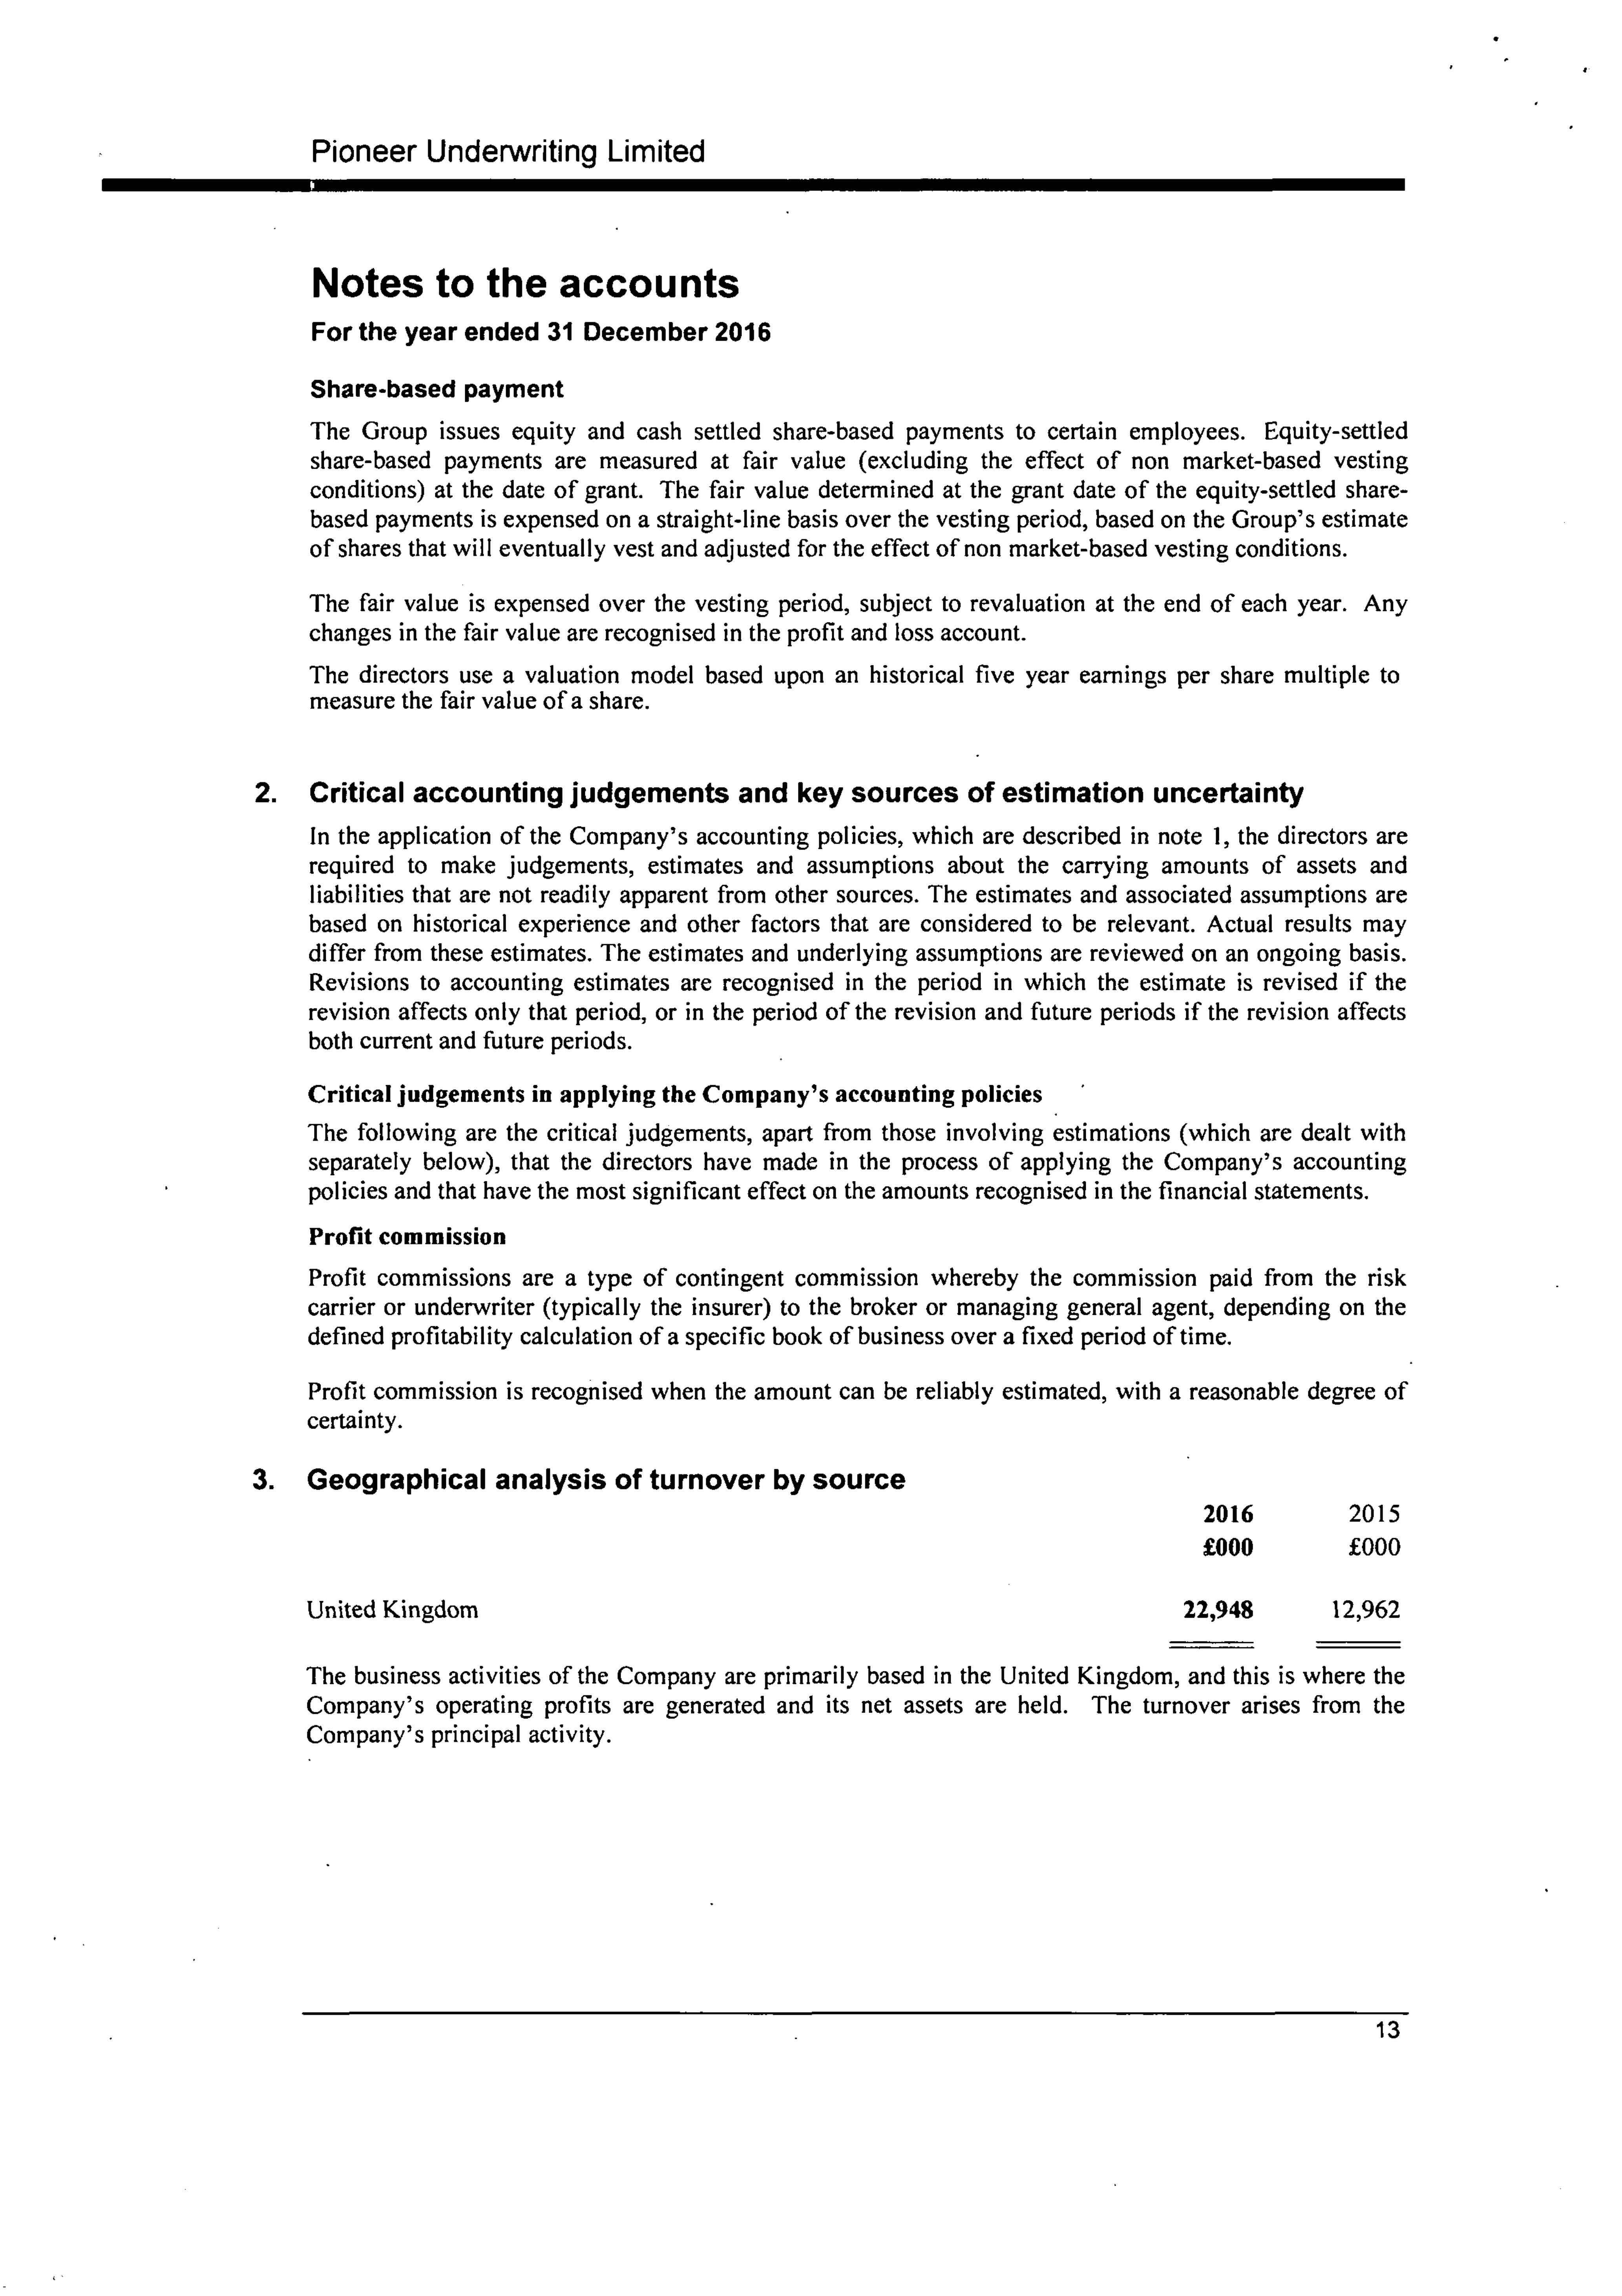 Pioneer Underwriting Limited
Notes to the accounts
For the year ended 31 December 2016
Share-based payment
The Group issues equity and cash settled share-based payments to certain employees. Equity-settled
share-based payments are measured at fair value (excluding the effect of non market-based vesting
conditions) at the date of grant. The fair value determined at the grant date of the equity-settled share-
based payments is expensed on a straight-line basis over the vesting period, based on the Group's estimate
of shares that will eventually vest and adjusted for the effect of non market-based vesting conditions.
The fair value is expensed over the vesting period, subject to revaluation at the end of each year. Any
changes in the fair value are recognised in the profit and loss account.
The directors use a valuation model based upon an historical five year earnings per share multiple to
measure the fair value of a share.
2. Critical accounting judgements and key sources of estimation uncertainty
In the application of the Company's accounting policies, which are described in note 1, the directors are
required to make judgements, estimates and assumptions about the carrying amounts of assets and
liabilities that are not readily apparent from other sources. The estimates and associated assumptions are
based on historical experience and other factors that are considered to be relevant. Actual results may
differ from these estimates. The estimates and underlying assumptions are reviewed on an ongoing basis.
Revisions to accounting estimates are recognised in the period in which the estimate is revised if the
revision affects only that period, or in the period of the revision and future periods if the revision affects
both current and future periods.
Critical judgements in applying the Company's accounting policies
The following are the critical judgements, apart from those involving estimations (which are dealt with
separately below), that the directors have made in the process of applying the Company's accounting
policies and that have the most significant effect on the amounts recognised in the financial statements.
Profit commission
Profit commissions are a type of contingent commission whereby the commission paid from the risk
carrier or underwriter (typically the insurer) to the broker or managing general agent, depending on the
defined profitability calculation of a specific book of business over a fixed period of time.
Profit commission is recognised when the amount can be reliably estimated, with a reasonable degree of
certainty.
3. Geographical analysis of turnover by source
2016 2015
£000 £000
United Kingdom 22,948 12,962
The business activities of the Company are primarily based in the United Kingdom, and this is where the
Company's operating profits are generated and its net assets are held. The turnover arises from the
Company's principal activity.
13